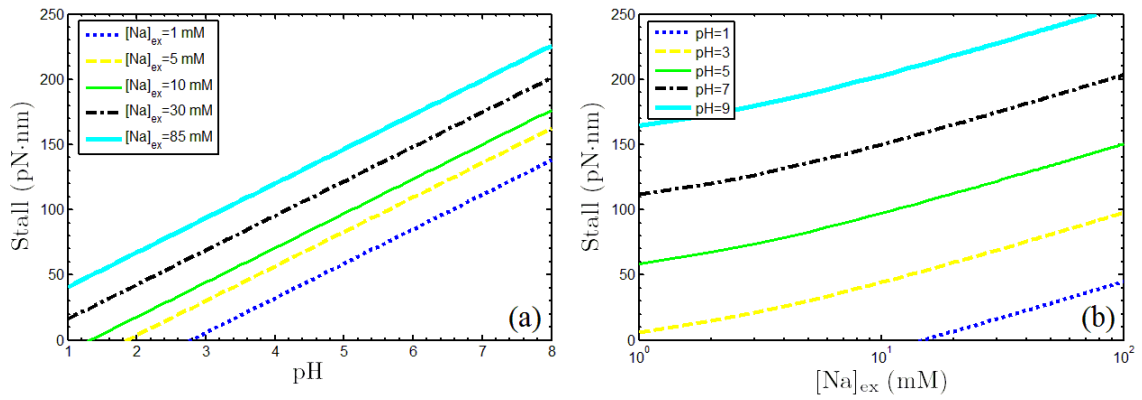 250
200
150
100
50
0
Stall (pN·nm)
[Na]ex=1 mM
[Na]ex=5 mM
[Na]ex=10 mM
[Na]ex=30 mM
[Na]ex=85 mM
(a)
1 2 3 4 5 6 7 8
pH
250
200
150
100
50
0
Stall (pN·nm)
pH=1
pH=3
pH=5
pH=7
pH=9
(b)
10^0 10^1 10^2
[Na]ex (mM)